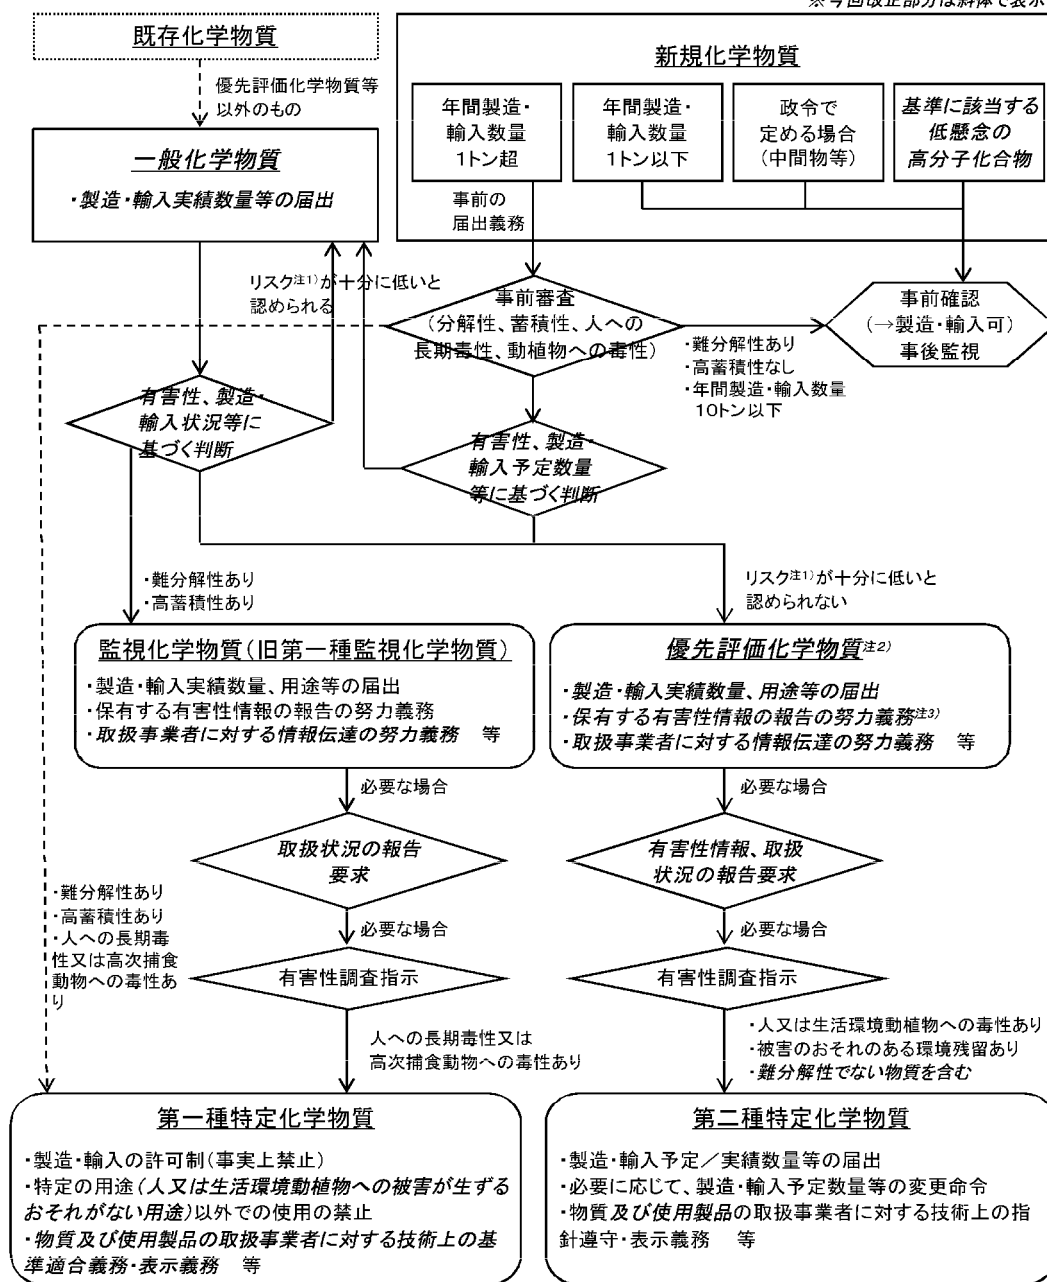 ※今回改正部分は斜体で表示
既存化学物質
優先評価化学物質等
以外のもの
一般化学物質
・製造・輸入実績数量等の届出
新規化学物質
年間製造・
輸入数量
1トン超
年間製造・
輸入数量
1トン以下
政令で
定める場合
(中間物等)
基準に該当する
低懸念の
高分子化合物
事前の
届出義務
リスク注1)が十分に低いと
認められる
事前審査
(分解性、蓄積性、人への
長期毒性、動植物への毒性)
事前確認
(→製造・輸入可)
事後監視
・難分解性あり
・高蓄積性なし
・年間製造・輸入数量
10トン以下
有害性、製造・
輸入状況等に
基づく判断
有害性、製造・
輸入予定数量
等に基づく判断
・難分解性あり
・高蓄積性あり
リスク注1)が十分に低いと
認められない
監視化学物質(旧第一種監視化学物質)
・製造・輸入実績数量、用途等の届出
・保有する有害性情報の報告の努力義務
・取扱事業者に対する情報伝達の努力義務 等
優先評価化学物質注2)
・製造・輸入実績数量、用途等の届出
・保有する有害性情報の報告の努力義務注3)
・取扱事業者に対する情報伝達の努力義務 等
必要な場合
取扱状況の報告
要求
必要な場合
有害性調査指示
必要な場合
有害性情報、取扱
状況の報告要求
必要な場合
有害性調査指示
・難分解性あり
・高蓄積性あり
・人への長期毒
性又は高次捕食
動物への毒性あ
り
人への長期毒性又は
高次捕食動物への毒性あり
・人又は生活環境動植物への毒性あり
・被害のおそれのある環境残留あり
・難分解性でない物質を含む
第一種特定化学物質
・製造・輸入の許可制(事実上禁止)
・特定の用途(人又は生活環境動植物への被害が生ずる
おそれがない用途)以外での使用の禁止
・物質及び使用製品の取扱事業者に対する技術上の基
準適合義務・表示義務 等
第二種特定化学物質
・製造・輸入予定/実績数量等の届出
・必要に応じて、製造・輸入予定数量等の変更命令
・物質及び使用製品の取扱事業者に対する技術上の指
針遵守・表示義務 等